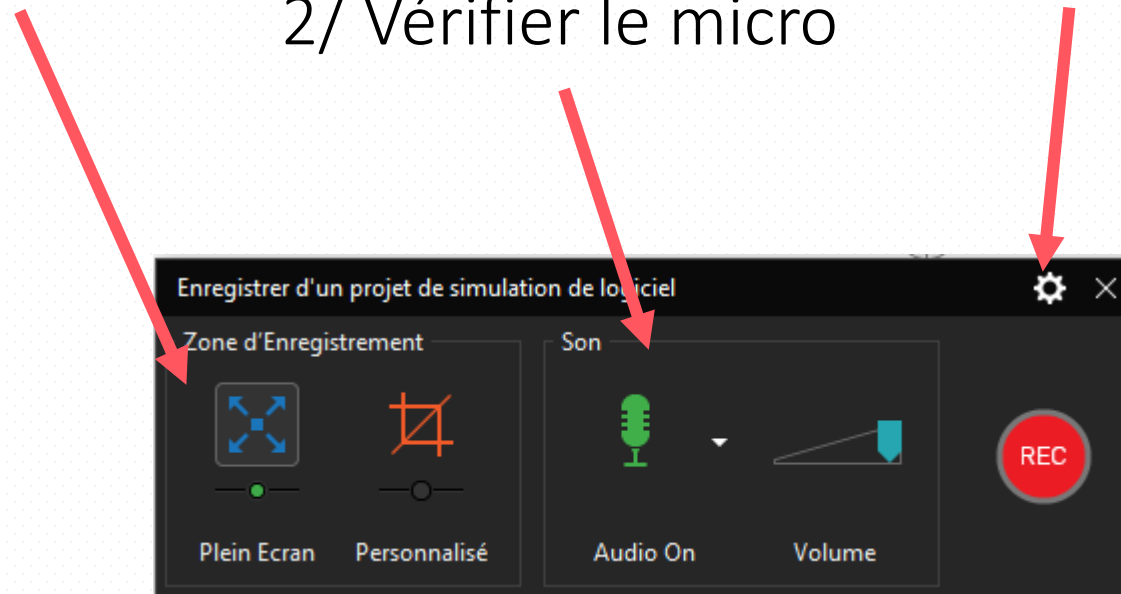 2/ Vérifier le micro
Enregistrer d'un projet de simulation de logiciel
Zone d'Enregistrement
Son
REC
Plein Ecran
Personnalisé
Audio On
Volume